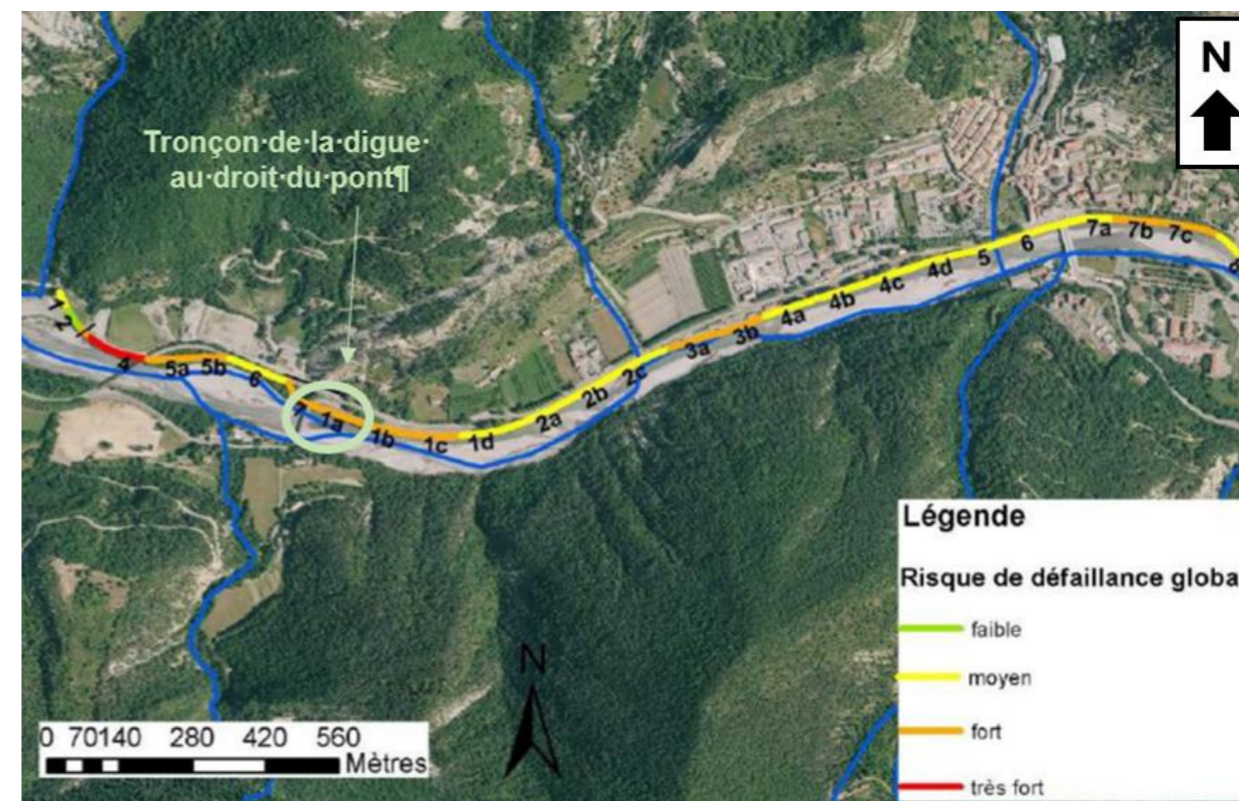 N
Tronçon·de·la·digue·
au·droit·du·pont¶
1
2
4
5a
5b
6
7
1a
1b
1c
1d
2a
2b
2c
3a
3b
4a
4b
4c
4d
5
6
7a
7b
7c
8
Légende
Risque de défaillance globa
faible
moyen
fort
très fort
N
0 70140 280 420 560
Mètres